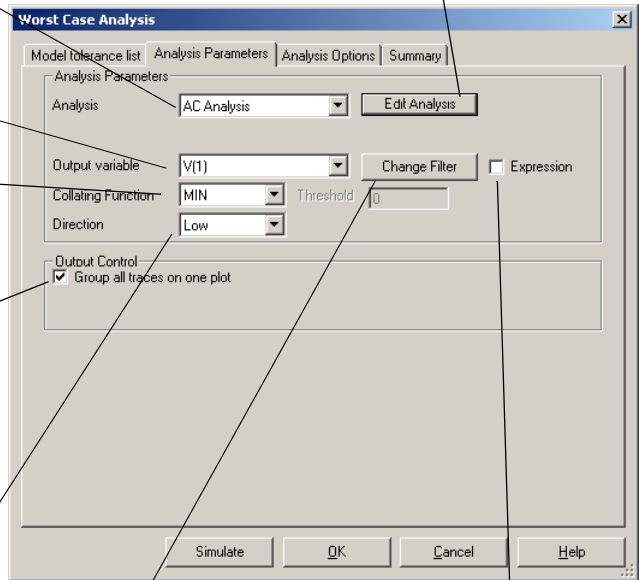 Worst Case Analysis
Model tolerance list Analysis Parameters Analysis Options Summary
Analysis Parameters
Analysis AC Analysis Edit Analysis
Output variable V(1) Change Filter Expression
Collating Function MIN Threshold 0
Direction Low
Output Control
Group all traces on one plot
Simulate OK Cancel Help